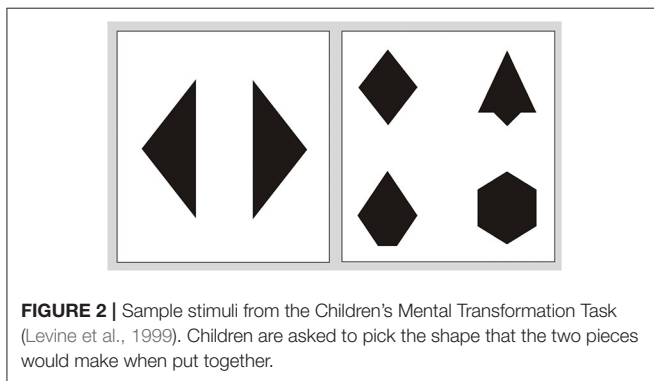 FIGURE 2 | Sample stimuli from the Children's Mental Transformation Task
(Levine et al., 1999). Children are asked to pick the shape that the two pieces
would make when put together.